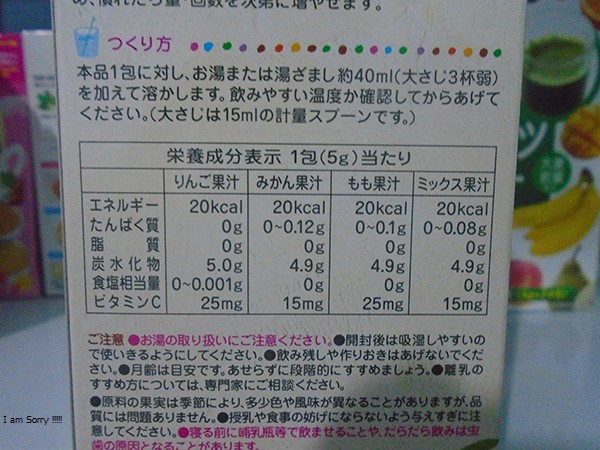 め、慣れたら量・回数を次第に増やせます。
つくり方
本品1包に対し、お湯または湯ざまし約40ml(大さじ3杯弱)
を加えて溶かします。飲みやすい温度か確認してからあげて
ください。(大さじは15mlの計量スプーンです。)
栄養成分表示 1包(5g)当たり
りんご果汁 みかん果汁 もも果汁 ミックス果汁
エネルギー 20kcal 20kcal 20kcal 20kcal
たんぱく質 0g 0~0.12g 0~0.1g 0~0.08g
脂質 0g 0g 0g 0g
炭水化物 5.0g 4.9g 4.9g 4.9g
食塩相当量 0~0.001g 0g 0g 0g
ビタミンC 25mg 15mg 25mg 15mg
ご注意 ●お湯の取り扱いにご注意ください。●開封後は吸湿しやすいの
で使いきるようにしてください。●飲み残しや作りおきはあげないでくだ
さい。●月齢は目安です。あせらずに段階的にすすめましょう。●離乳の
すすめ方については、専門家にご相談ください。
●原料の果実は季節により、多少色や風味が異なることがありますが、品
質には問題ありません。●授乳や食事の妨げにならないよう与えすぎに注
意してください。●寝る前に哺乳瓶等で飲ませることや、だらだら飲みは虫
歯の原因となることがあります。
I am Sorry !!!!!